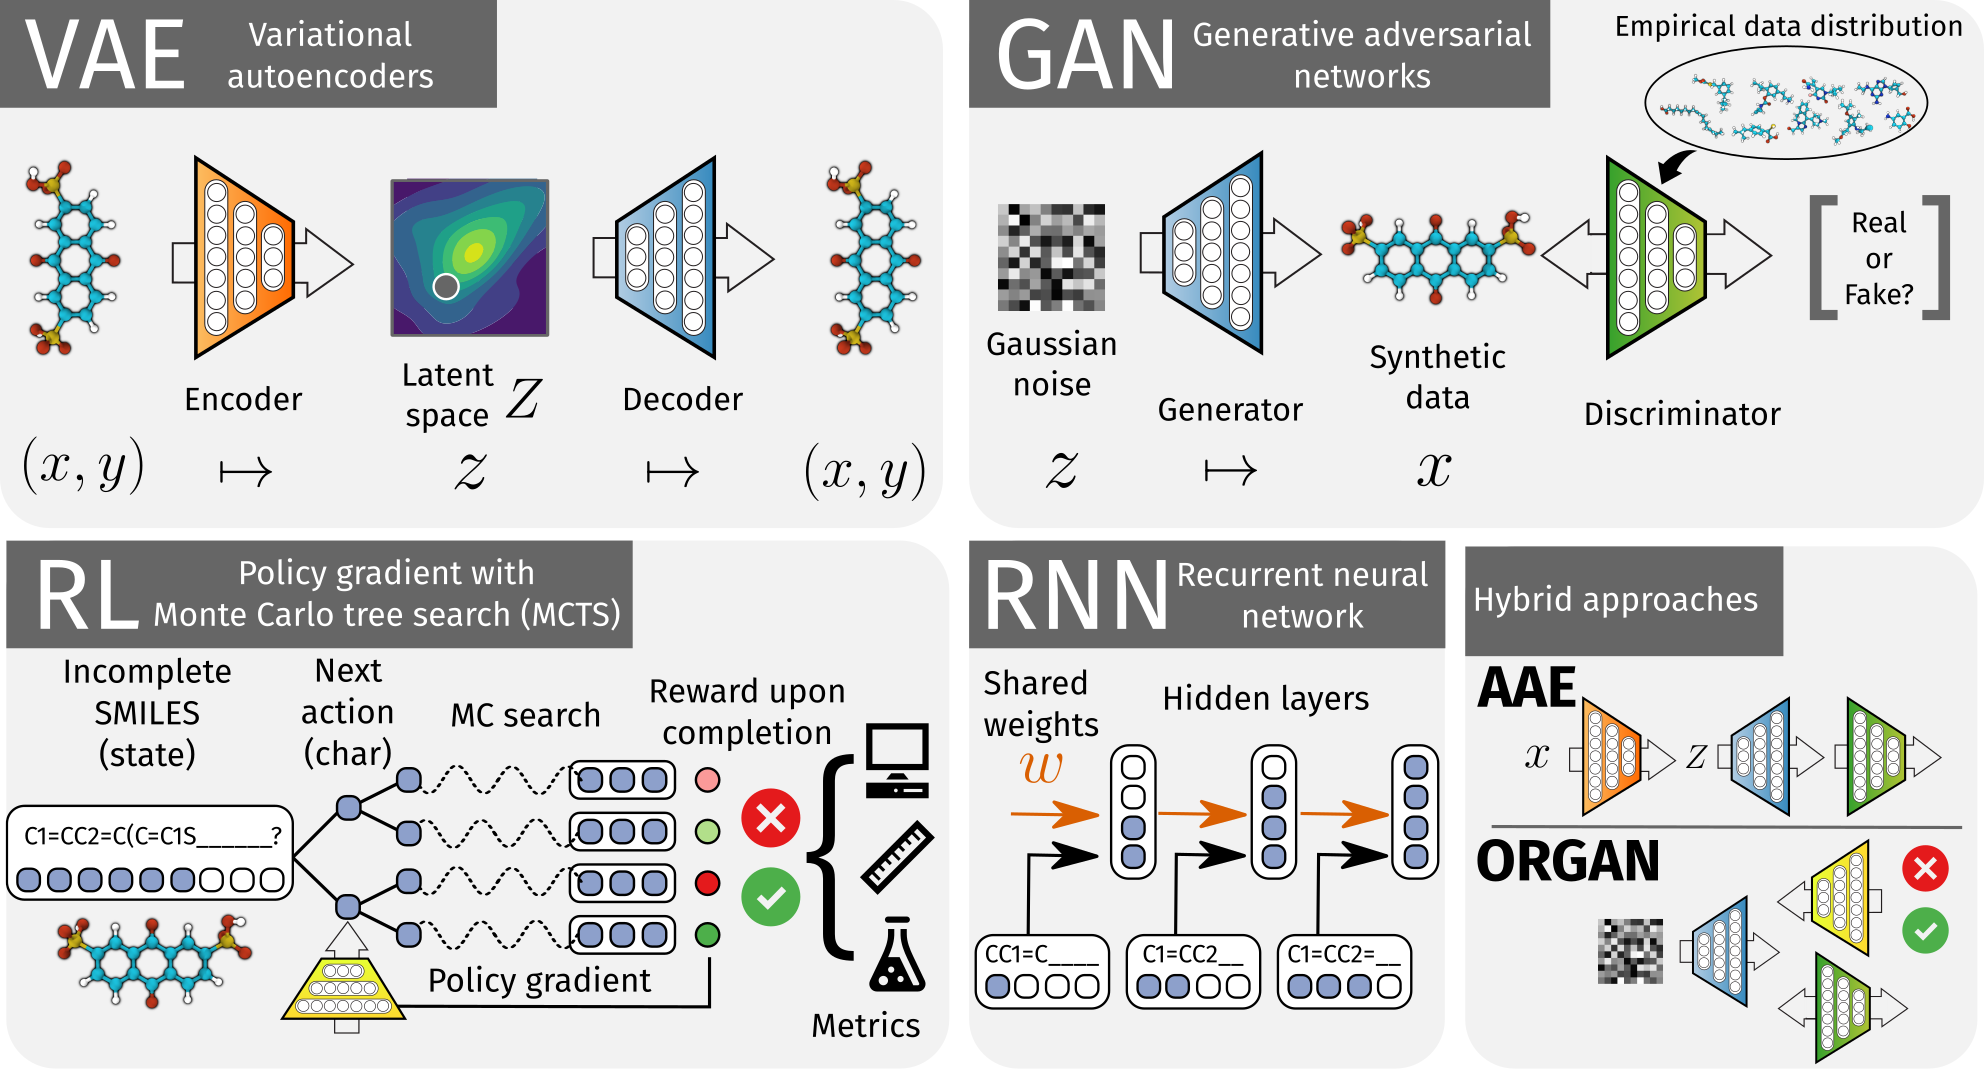 VAE
Variational
autoencoders
Encoder
Latent
space Z
Decoder
(x, y) ↦ z ↦ (x, y)
GAN
Generative adversarial
networks
Empirical data distribution
Real
or
Fake?
Gaussian
noise
Generator
Synthetic
data
Discriminator
z ↦ x
RL
Policy gradient with
Monte Carlo tree search (MCTS)
Incomplete
SMILES
(state)
Next
action
(char)
MC search
Reward upon
completion
C1=CC2=C(C=C1S______?
Policy gradient
Metrics
RNN
Recurrent neural
network
Shared
weights
w
Hidden layers
CC1=C____
C1=CC2__
C1=CC2=__
Hybrid approaches
AAE
x
z
ORGAN